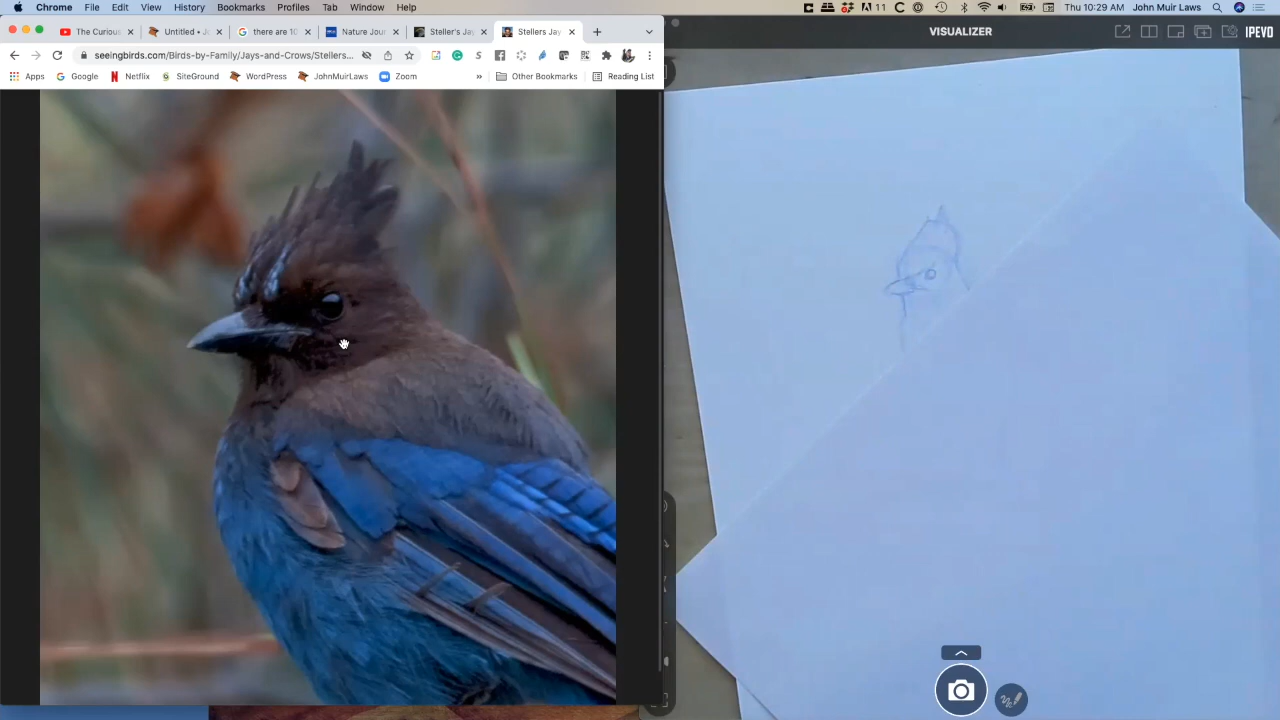 Chrome File Edit View History Bookmarks Profiles Tab Window Help 11 Thu 10:29 AM John Muir Laws
The Curious Untitled • J there are 10 Nature Jour Steller's Jay Stellers Jay
seeingbirds.com/Birds-by-Family/Jays-and-Crows/Stellers...
Apps Google Netflix SiteGround WordPress JohnMuirLaws Zoom » Other Bookmarks Reading List
VISUALIZER
IPEVO